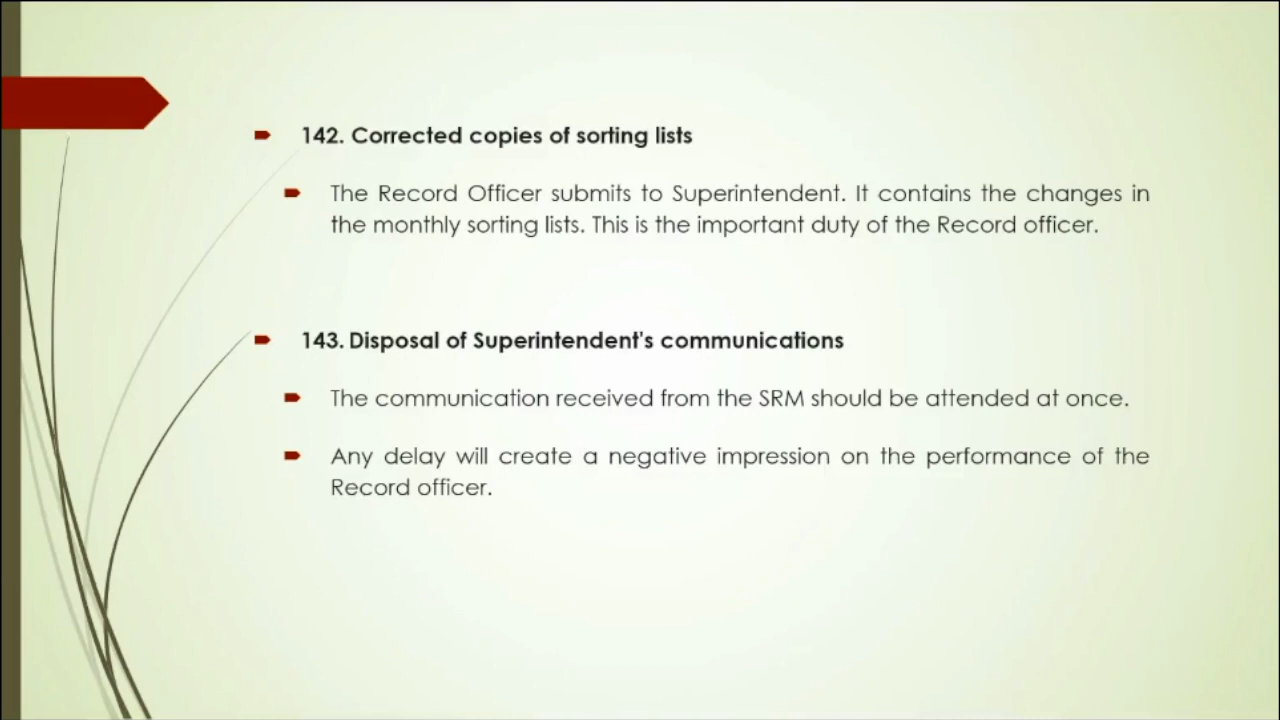 142. Corrected copies of sorting lists
The Record Officer submits to Superintendent. It contains the changes in
the monthly sorting lists. This is the important duty of the Record officer.
143. Disposal of Superintendent's communications
The communication received from the SRM should be attended at once.
Any delay will create a negative impression on the performance of the
Record officer.